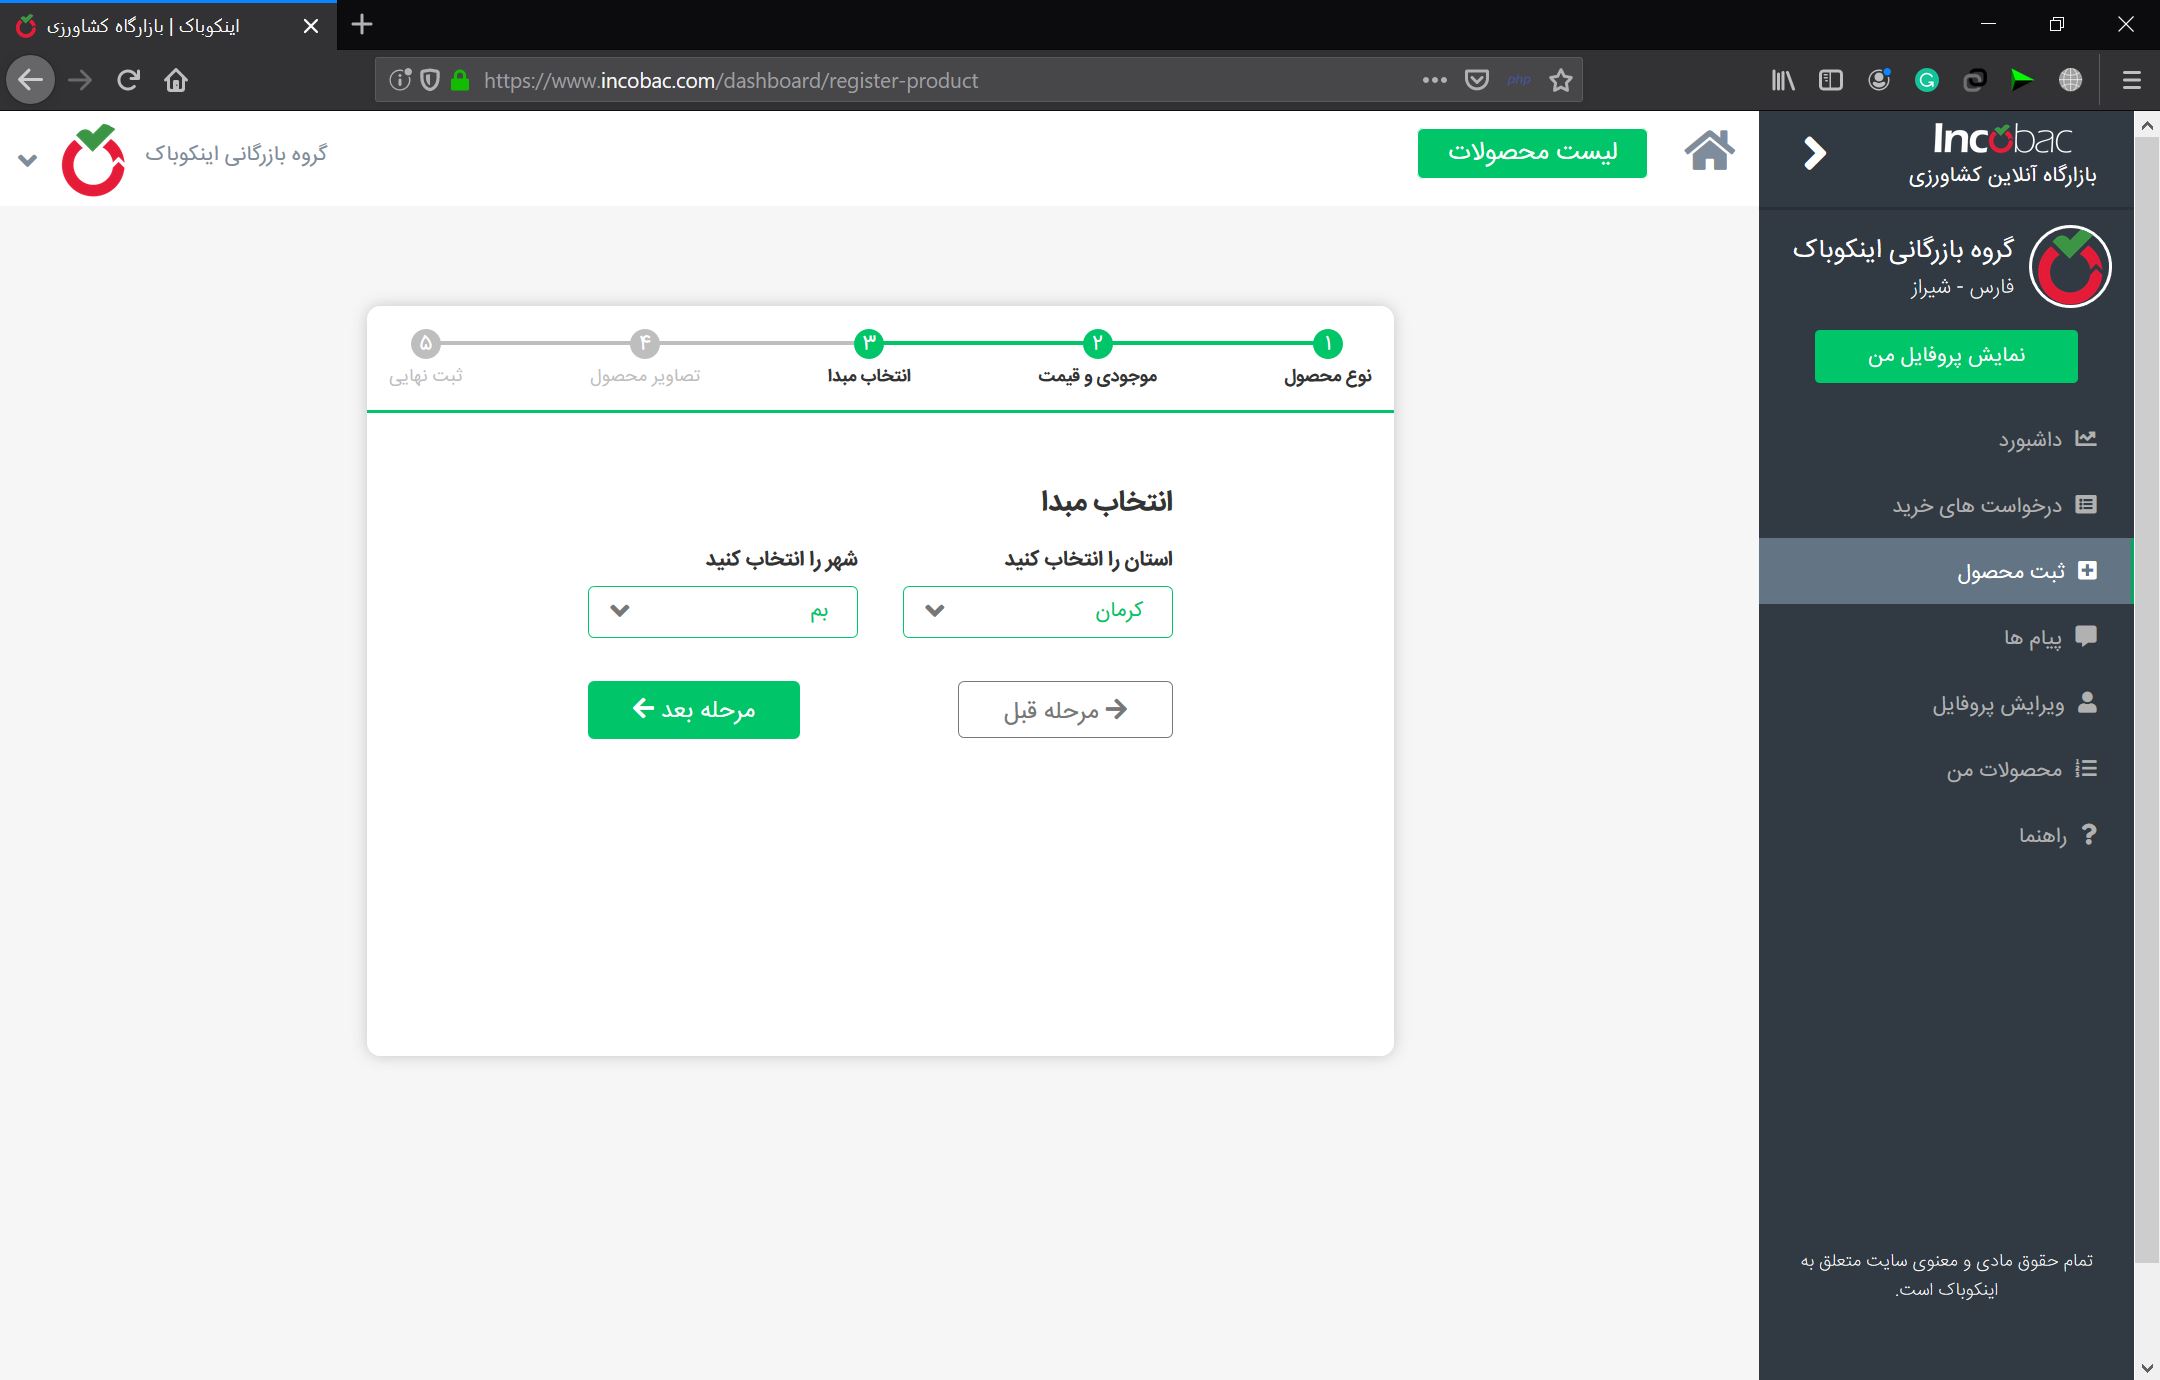 اینکوباک | بازارگاه کشاورزی
https://www.incobac.com/dashboard/register-product
php
Incobac
بازارگاه آنلاین کشاورزی
لیست محصولات
گروه بازرگانی اینکوباک
گروه بازرگانی اینکوباک
فارس - شیراز
نمایش پروفایل من
داشبورد
درخواست های خرید
ثبت محصول
پیام ها
ویرایش پروفایل
محصولات من
راهنما
تمام حقوق مادی و معنوی سایت متعلق به
اینکوباک است.
۱ ۲ ۳ ۴ ۵
نوع محصول موجودی و قیمت انتخاب مبدا تصاویر محصول ثبت نهایی
انتخاب مبدا
استان را انتخاب کنید شهر را انتخاب کنید
کرمان بم
مرحله قبل مرحله بعد